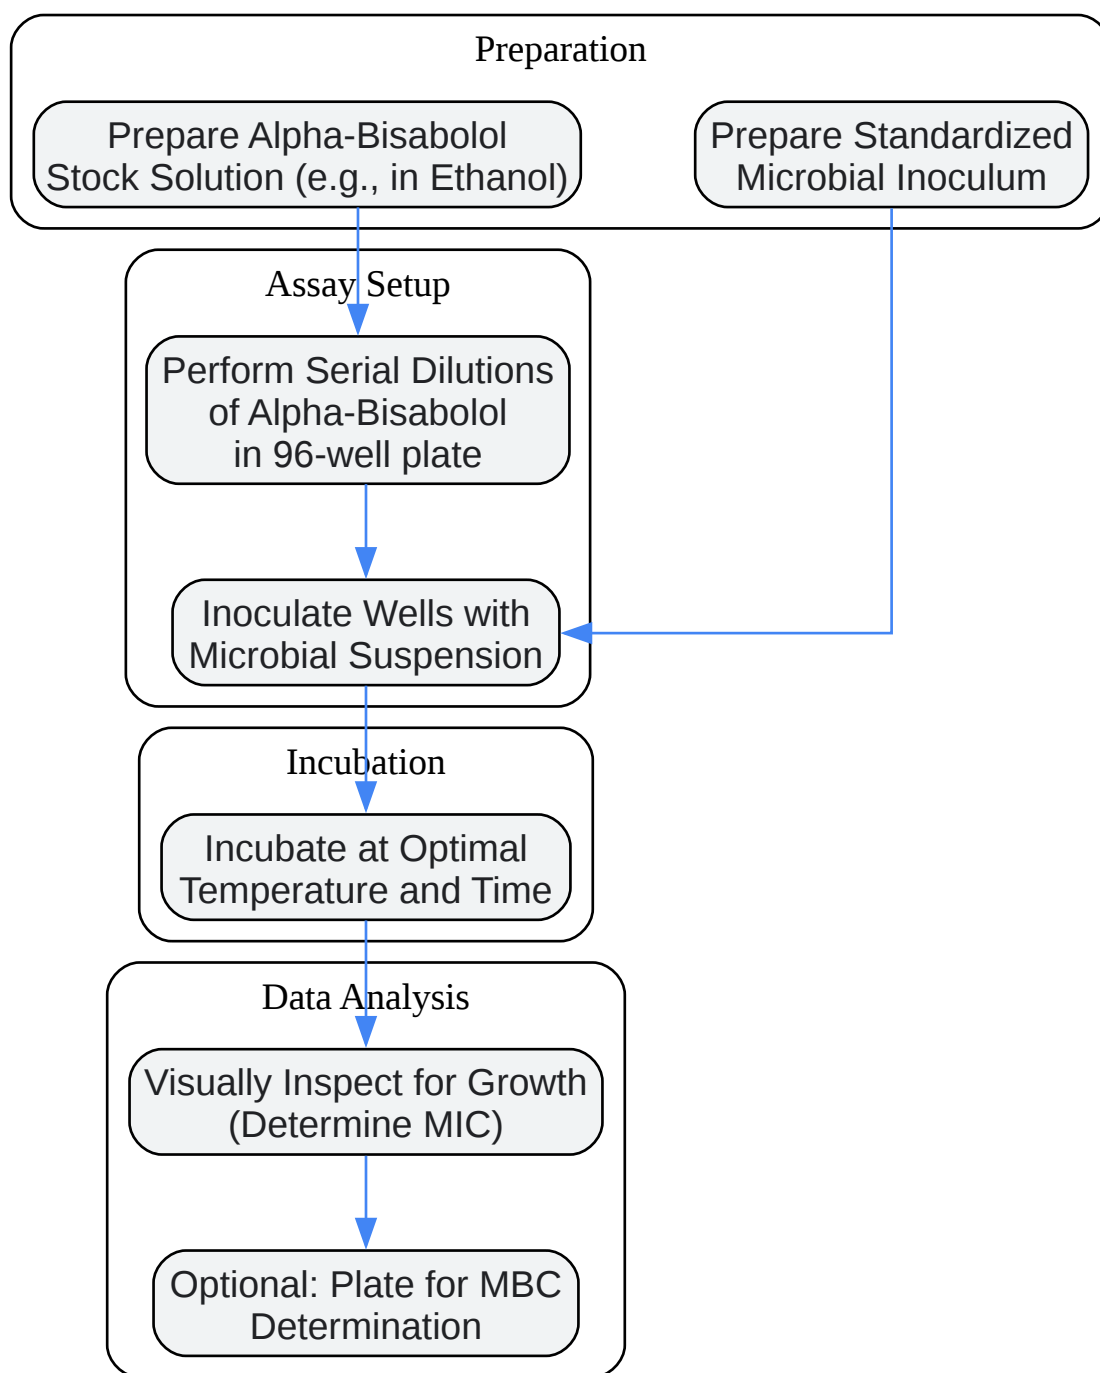 Preparation
Prepare Alpha-Bisabolol
Stock Solution (e.g., in Ethanol)
Prepare Standardized
Microbial Inoculum
Assay Setup
Perform Serial Dilutions
of Alpha-Bisabolol
in 96-well plate
Inoculate Wells with
Microbial Suspension
Incubation
Incubate at Optimal
Temperature and Time
Data Analysis
Visually Inspect for Growth
(Determine MIC)
Optional: Plate for MBC
Determination